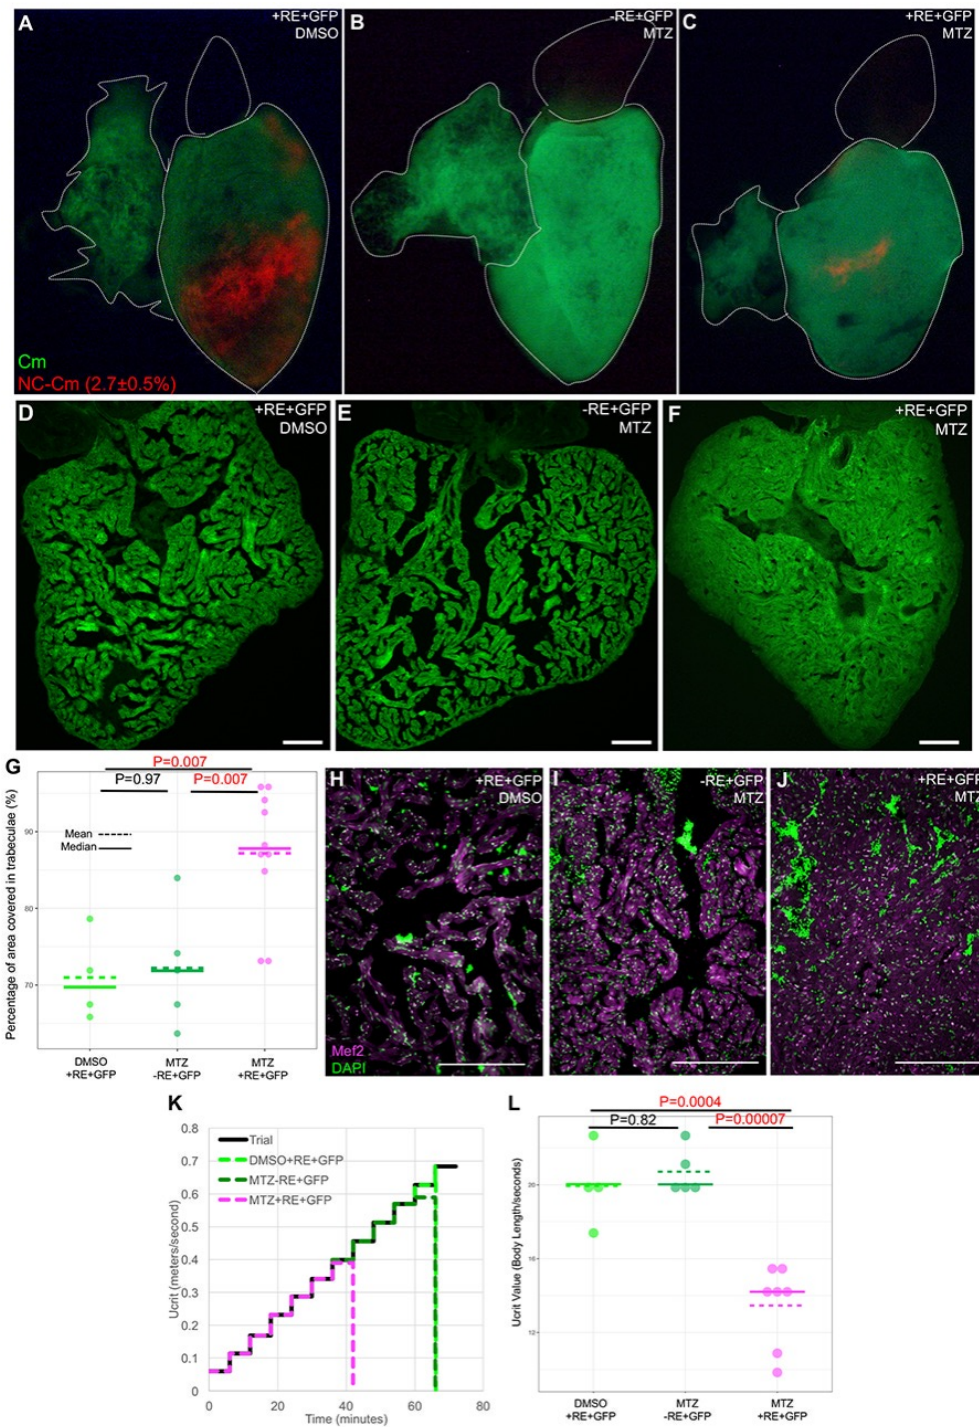 A
+RE+GFP
DMSO
B
-RE+GFP
MTZ
C
+RE+GFP
MTZ
Cm
NC-Cm (2.7±0.5%)
D
+RE+GFP
DMSO
E
-RE+GFP
MTZ
F
+RE+GFP
MTZ
G
P=0.007
P=0.97
P=0.007
Mean
Median
Percentage of area covered in trabeculae (%)
90
80
70
DMSO
+RE+GFP
MTZ
-RE+GFP
MTZ
+RE+GFP
H
+RE+GFP
DMSO
I
-RE+GFP
MTZ
J
+RE+GFP
MTZ
Mef2
DAPI
K
Ucrit (meters/second)
0.8
0.7
0.6
0.5
0.4
0.3
0.2
0.1
0
Trial
DMSO+RE+GFP
MTZ-RE+GFP
MTZ+RE+GFP
0
20
40
60
80
Time (minutes)
L
P=0.0004
P=0.82
P=0.00007
Ucrit Value (Body Length/seconds)
20
16
12
DMSO
+RE+GFP
MTZ
-RE+GFP
MTZ
+RE+GFP